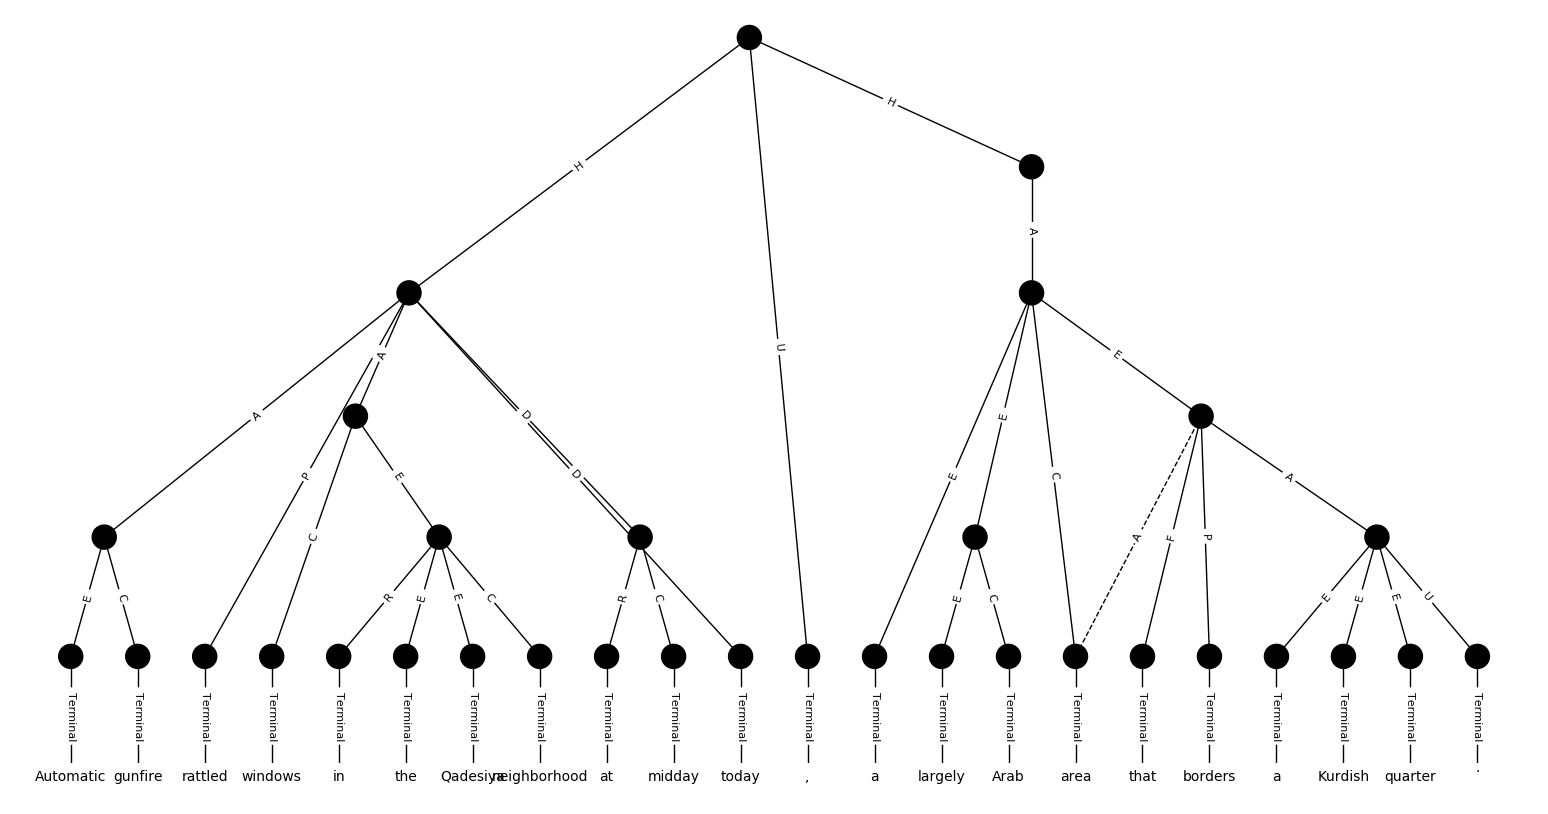 H
H
H
A
A
A
E
A
P
D
D
U
E
E
C
E
A
C
E
A
F
P
E
C
R
E
E
C
R
C
E
C
E
E
E
U
Terminal Terminal Terminal Terminal Terminal Terminal Terminal Terminal Terminal Terminal Terminal Terminal Terminal Terminal Terminal Terminal Terminal Terminal Terminal Terminal Terminal Terminal
Automatic gunfire rattled windows in the Qadesiya neighborhood at midday today , a largely Arab area that borders a Kurdish quarter .